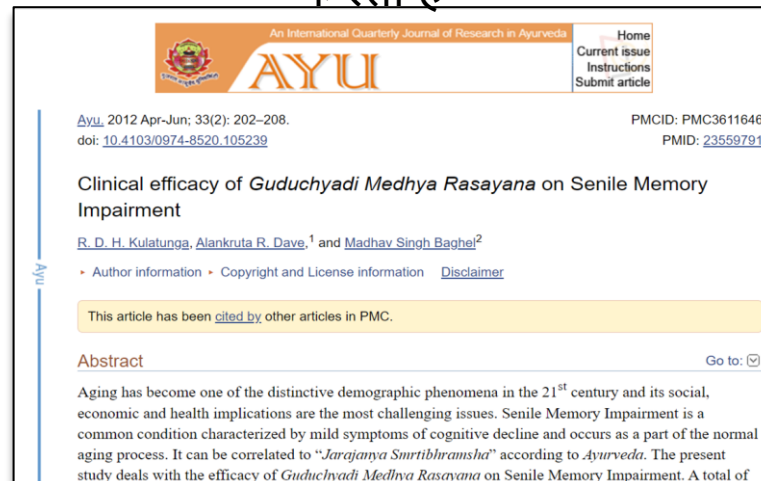 An International Quarterly Journal of Research in Ayurveda
AYU
Home
Current issue
Instructions
Submit article
Ayu. 2012 Apr-Jun; 33(2): 202–208.
doi: 10.4103/0974-8520.105239
PMCID: PMC3611646
PMID: 23559791
Clinical efficacy of Guduchyadi Medhya Rasayana on Senile Memory
Impairment
R. D. H. Kulatunga, Alankruta R. Dave,1 and Madhav Singh Baghel2
▸ Author information ▸ Copyright and License information Disclaimer
This article has been cited by other articles in PMC.
Abstract
Go to:
Aging has become one of the distinctive demographic phenomena in the 21st century and its social,
economic and health implications are the most challenging issues. Senile Memory Impairment is a
common condition characterized by mild symptoms of cognitive decline and occurs as a part of the normal
aging process. It can be correlated to “Jarajanya Smrtibhramsha” according to Ayurveda. The present
study deals with the efficacy of Guduchyadi Medhya Rasayana on Senile Memory Impairment. A total of
Ayu